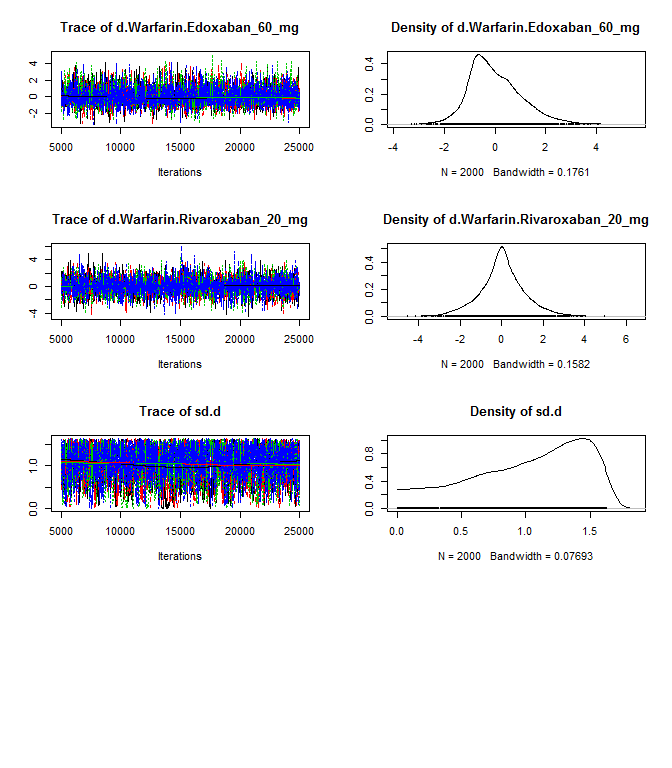 Trace of d.Warfarin.Edoxaban_60_mg
-2 0 2 4
5000 10000 15000 20000 25000
Iterations
Density of d.Warfarin.Edoxaban_60_mg
0.0 0.2 0.4
-4 -2 0 2 4
N = 2000 Bandwidth = 0.1761
Trace of d.Warfarin.Rivaroxaban_20_mg
-4 0 4
5000 10000 15000 20000 25000
Iterations
Density of d.Warfarin.Rivaroxaban_20_mg
0.0 0.2 0.4
-4 -2 0 2 4 6
N = 2000 Bandwidth = 0.1582
Trace of sd.d
0.0 1.0
5000 10000 15000 20000 25000
Iterations
Density of sd.d
0.0 0.4 0.8
0.0 0.5 1.0 1.5
N = 2000 Bandwidth = 0.07693